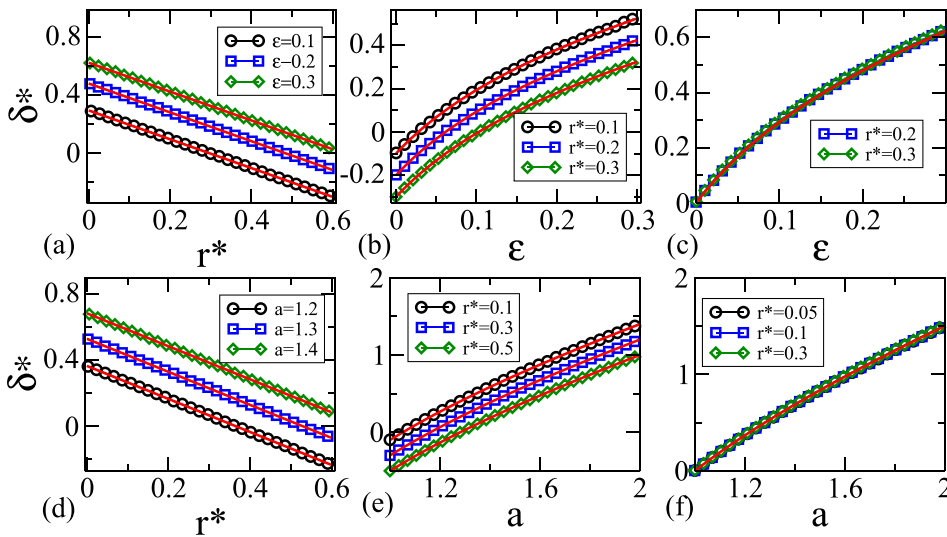 0.8
0.4
0
δ*
ε=0.1
ε−0.2
ε=0.3
0 0.2 0.4 0.6
(a) r*
0.4
0.2
0
-0.2
r*=0.1
r*=0.2
r*=0.3
0 0.1 0.2 0.3
(b) ε
0.6
0.4
0.2
0
r*=0.2
r*=0.3
0 0.1 0.2
(c) ε
0.8
0.4
0
δ*
a=1.2
a=1.3
a=1.4
0 0.2 0.4 0.6
(d) r*
2
1
0
r*=0.1
r*=0.3
r*=0.5
1.2 1.6 2
(e) a
2
1
0
r*=0.05
r*=0.1
r*=0.3
1.2 1.6 2
(f) a